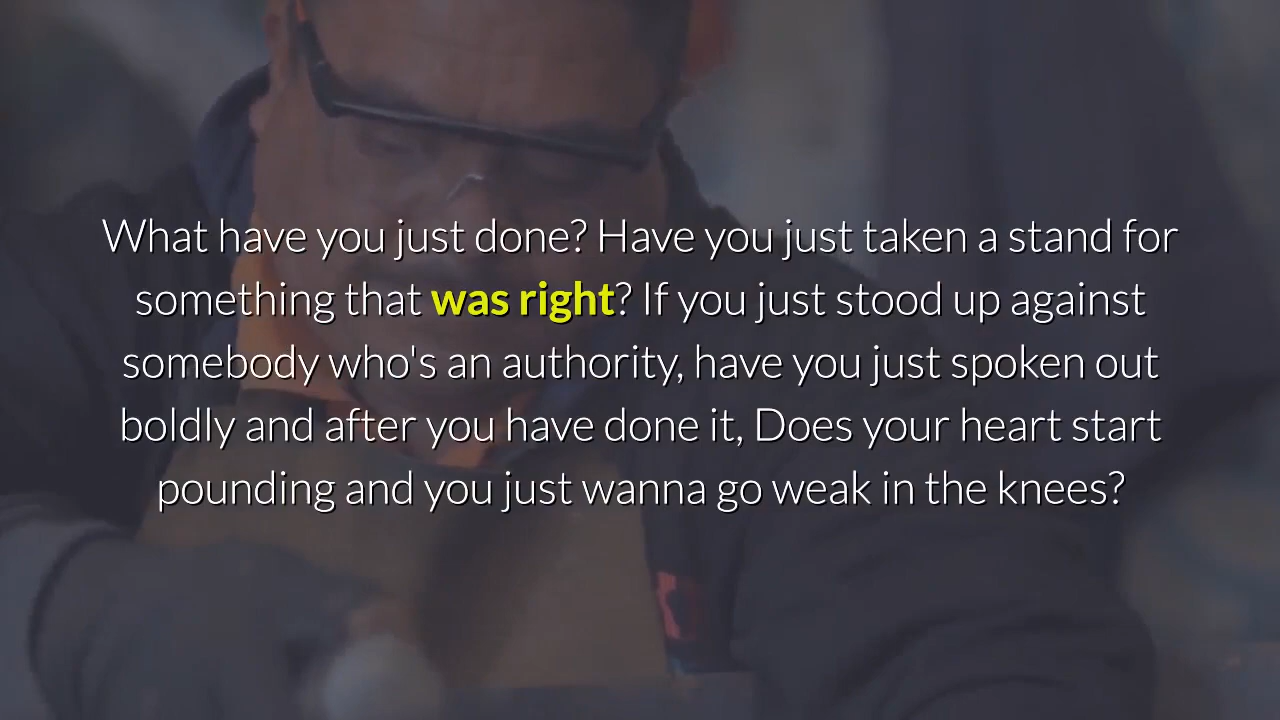 What have you just done? Have you just taken a stand for
something that was right? If you just stood up against
somebody who's an authority, have you just spoken out
boldly and after you have done it, Does your heart start
pounding and you just wanna go weak in the knees?